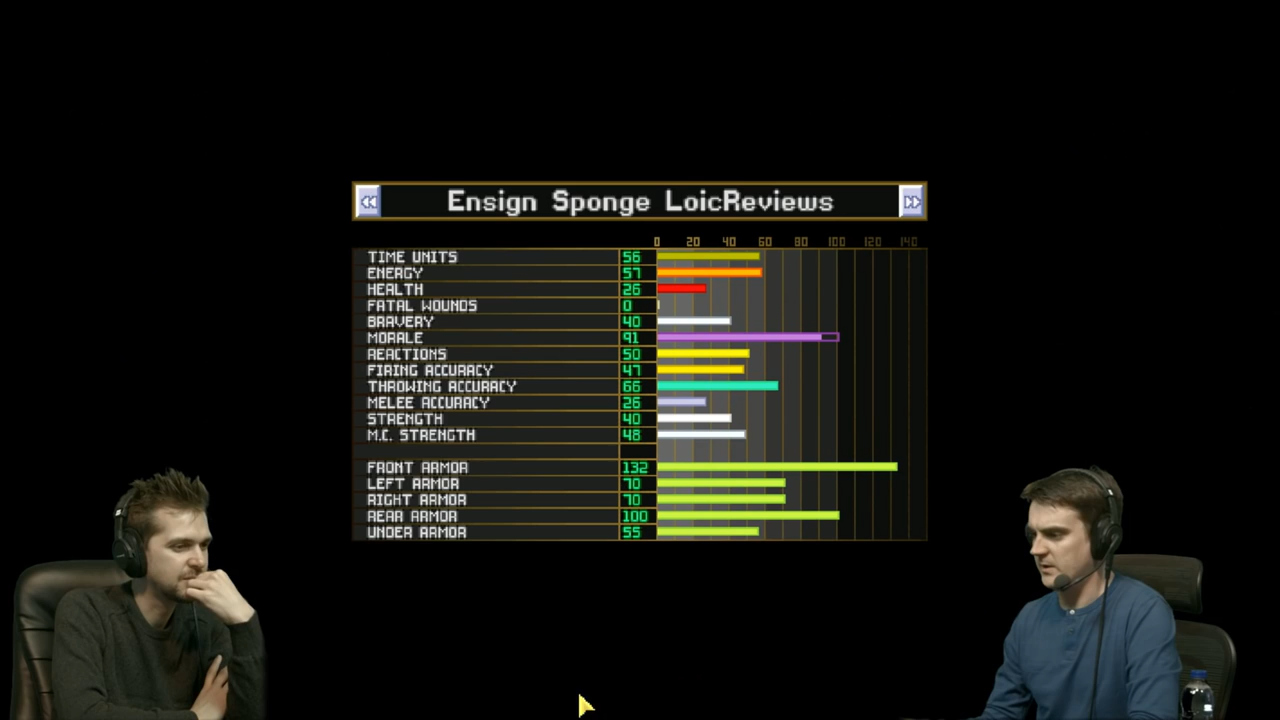 Ensign Sponge LoicReviews
0 20 40 60 80 100 120 140
TIME UNITS 56
ENERGY 57
HEALTH 26
FATAL WOUNDS 0
BRAVERY 40
MORALE 91
REACTIONS 50
FIRING ACCURACY 47
THROWING ACCURACY 66
MELEE ACCURACY 26
STRENGTH 40
M.C. STRENGTH 48
FRONT ARMOR 132
LEFT ARMOR 70
RIGHT ARMOR 70
REAR ARMOR 100
UNDER ARMOR 55